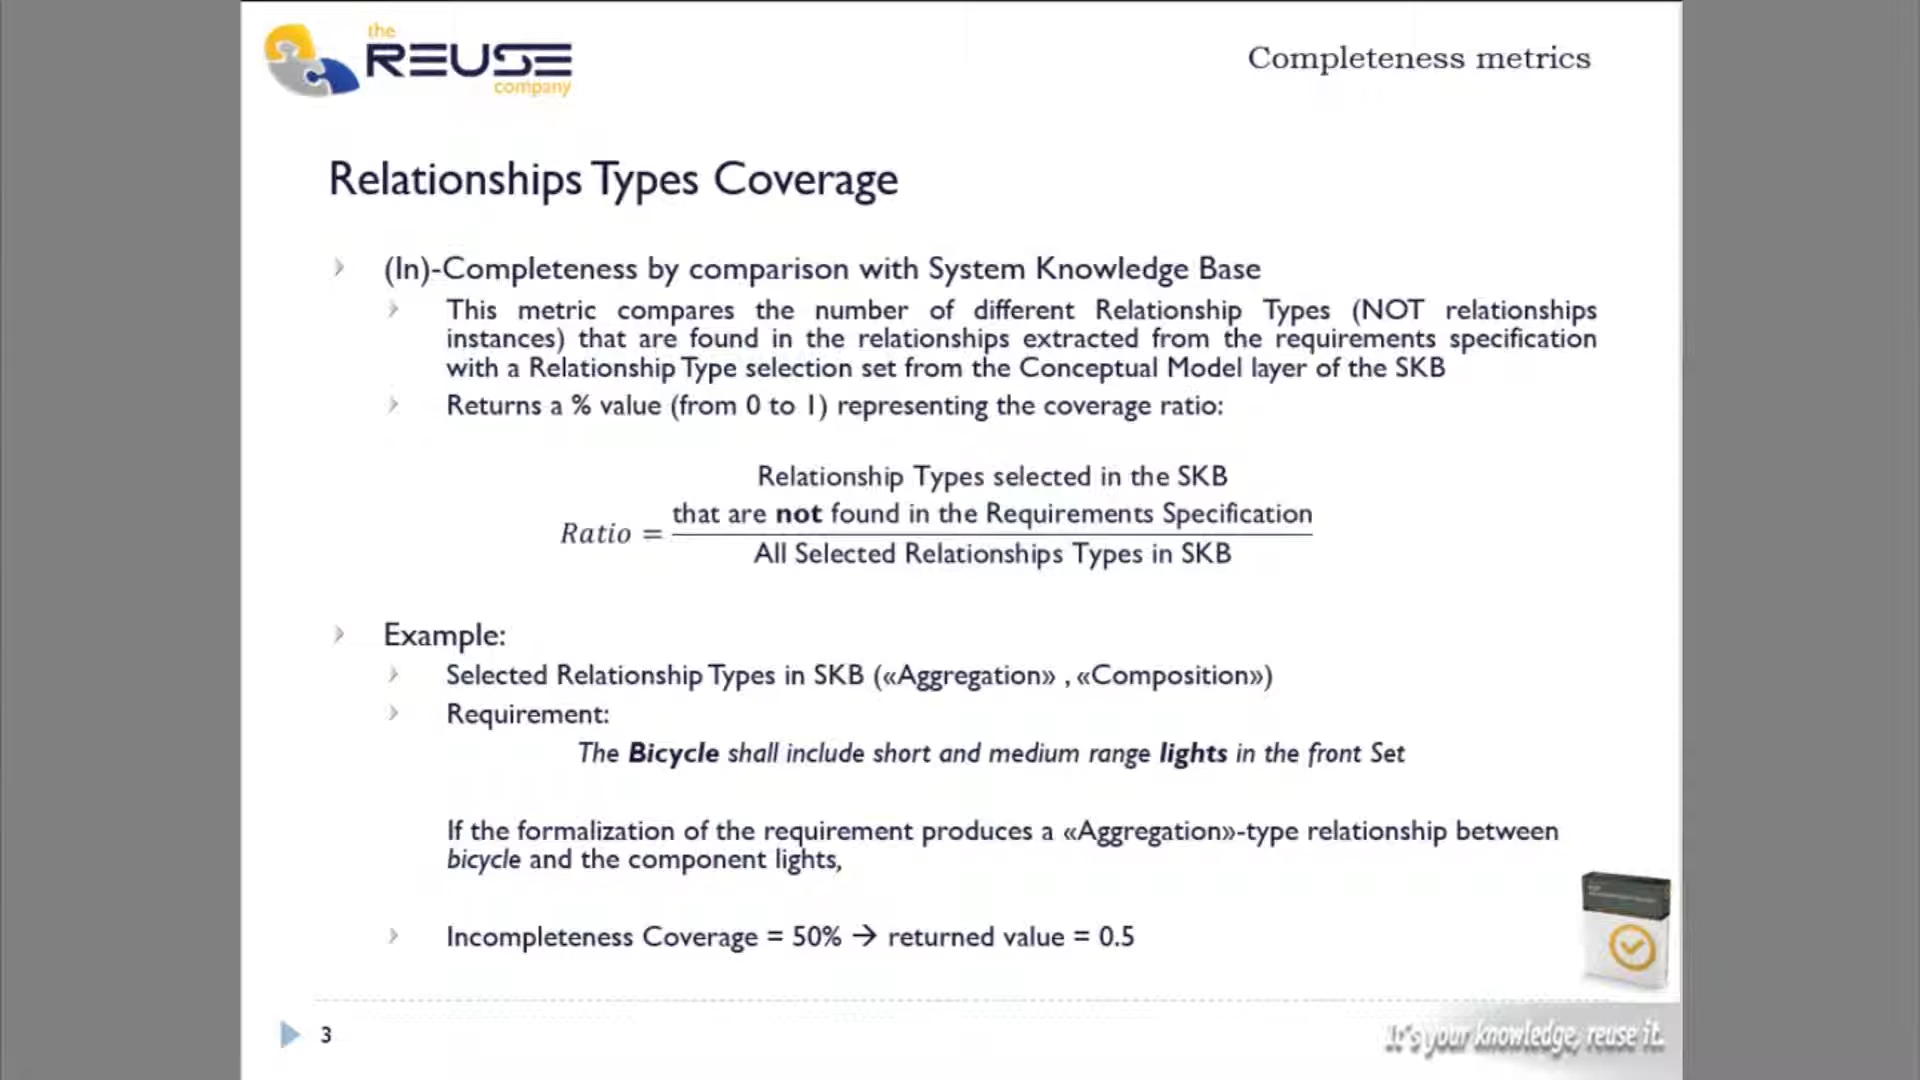 the
REUSE
company
Completeness metrics
Relationships Types Coverage
(In)-Completeness by comparison with System Knowledge Base
This metric compares the number of different Relationship Types (NOT relationships
instances) that are found in the relationships extracted from the requirements specification
with a Relationship Type selection set from the Conceptual Model layer of the SKB
Returns a % value (from 0 to 1) representing the coverage ratio:
Relationship Types selected in the SKB
that are not found in the Requirements Specification
Ratio =
All Selected Relationships Types in SKB
Example:
Selected Relationship Types in SKB («Aggregation» , «Composition»)
Requirement:
The Bicycle shall include short and medium range lights in the front Set
If the formalization of the requirement produces a «Aggregation»-type relationship between
bicycle and the component lights,
Incompleteness Coverage = 50% → returned value = 0.5
3
It's your knowledge, reuse it.